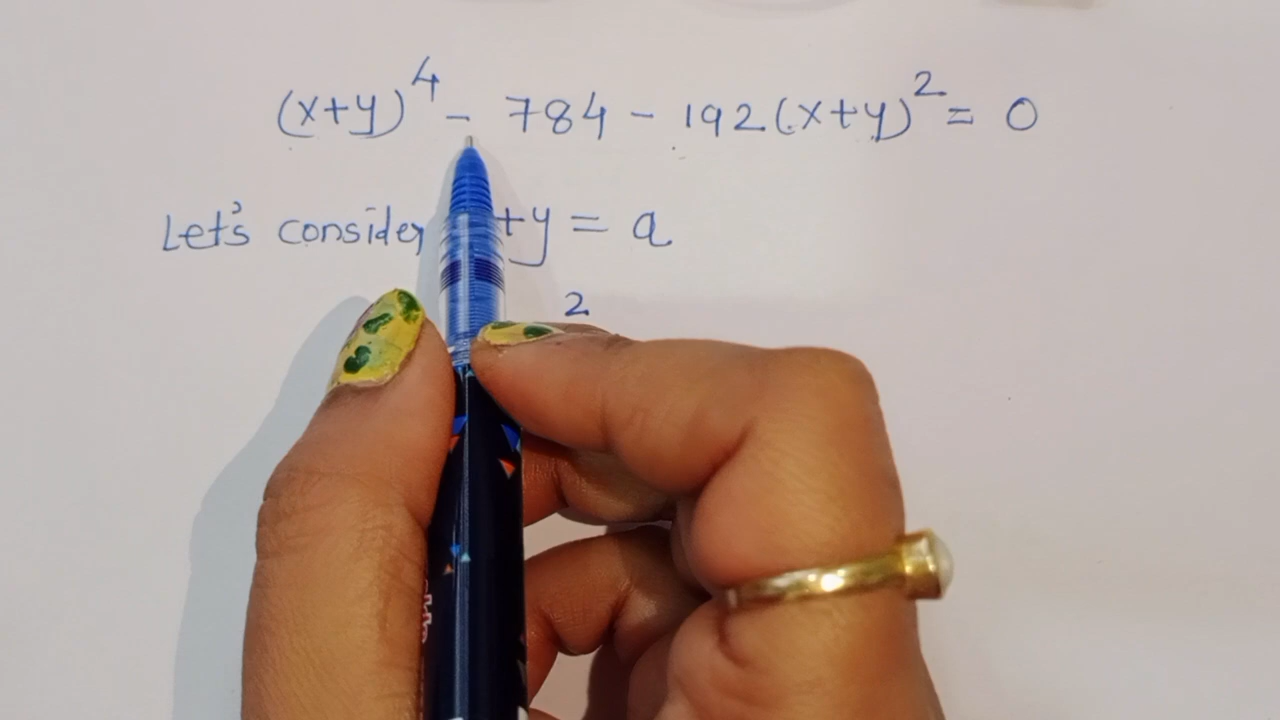 (x+y)⁴ - 784 - 192(x+y)² = 0
Let's consider +y = a
2